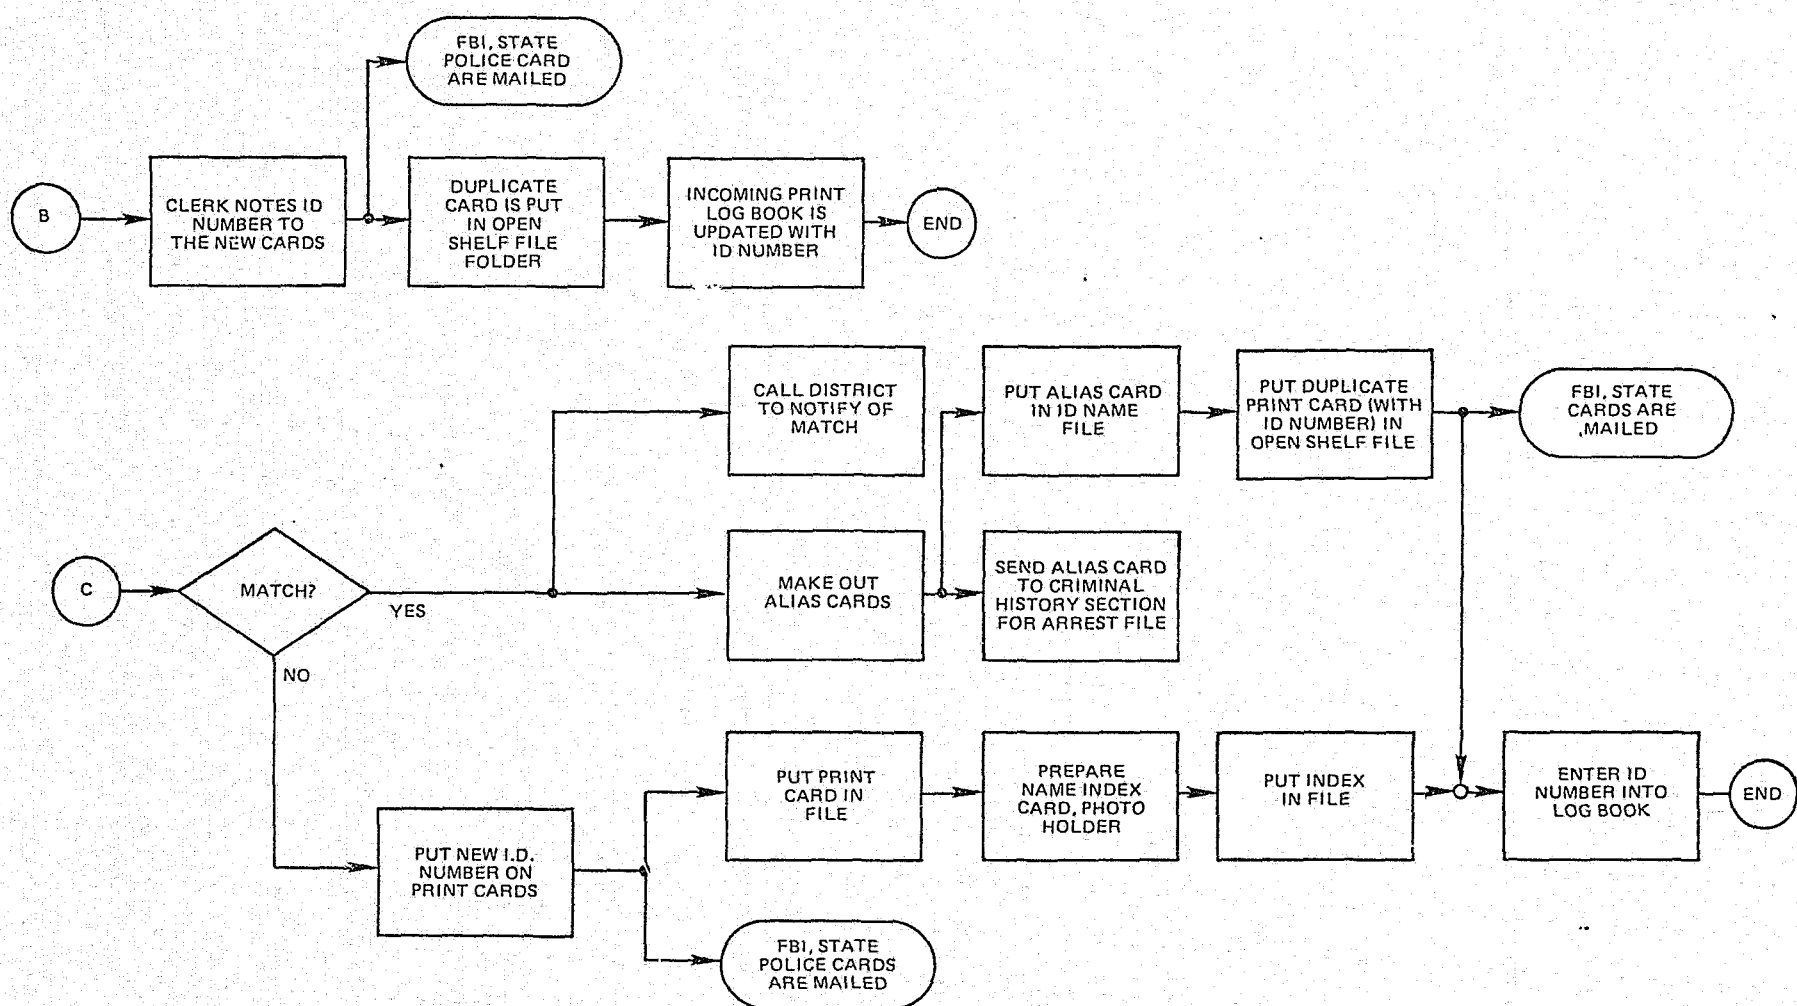 FBI, STATE
POLICE CARD
ARE MAILED
B
CLERK NOTES ID
NUMBER TO
THE NEW CARDS
DUPLICATE
CARD IS PUT
IN OPEN
SHELF FILE
FOLDER
INCOMING PRINT
LOG BOOK IS
UPDATED WITH
ID NUMBER
END
CALL DISTRICT
TO NOTIFY OF
MATCH
PUT ALIAS CARD
IN ID NAME
FILE
PUT DUPLICATE
PRINT CARD (WITH
ID NUMBER) IN
OPEN SHELF FILE
FBI, STATE
CARDS ARE
MAILED
C
MATCH?
YES
MAKE OUT
ALIAS CARDS
SEND ALIAS CARD
TO CRIMINAL
HISTORY SECTION
FOR ARREST FILE
NO
PUT NEW I.D.
NUMBER ON
PRINT CARDS
PUT PRINT
CARD IN
FILE
PREPARE
NAME INDEX
CARD, PHOTO
HOLDER
PUT INDEX
IN FILE
ENTER ID
NUMBER INTO
LOG BOOK
END
FBI, STATE
POLICE CARDS
ARE MAILED